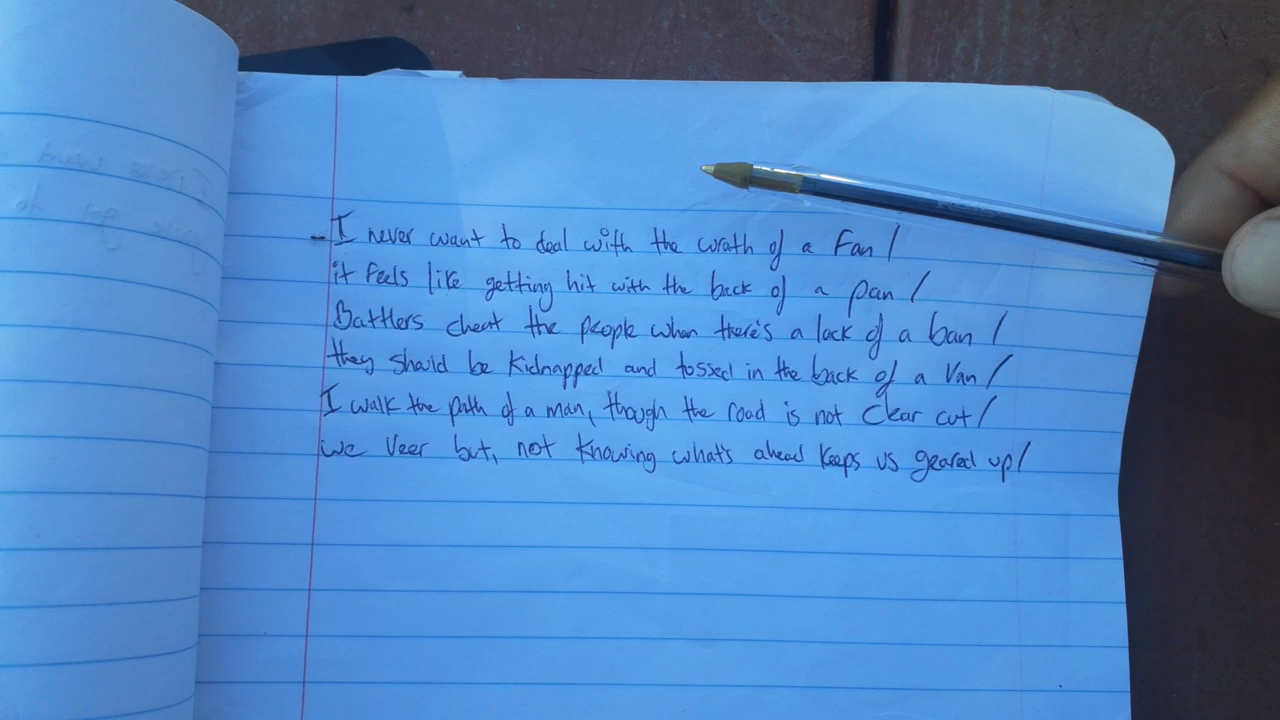 - I never want to deal with the wrath of a Fan /
it Feels like getting hit with the back of a pan /
Battlers cheat the people when there's a lack of a ban /
they should be Kidnapped and tossed in the back of a Van /
I walk the path of a man, though the road is not Clear cut /
We Veer but, not Knowing what's ahead Keeps us geared up /